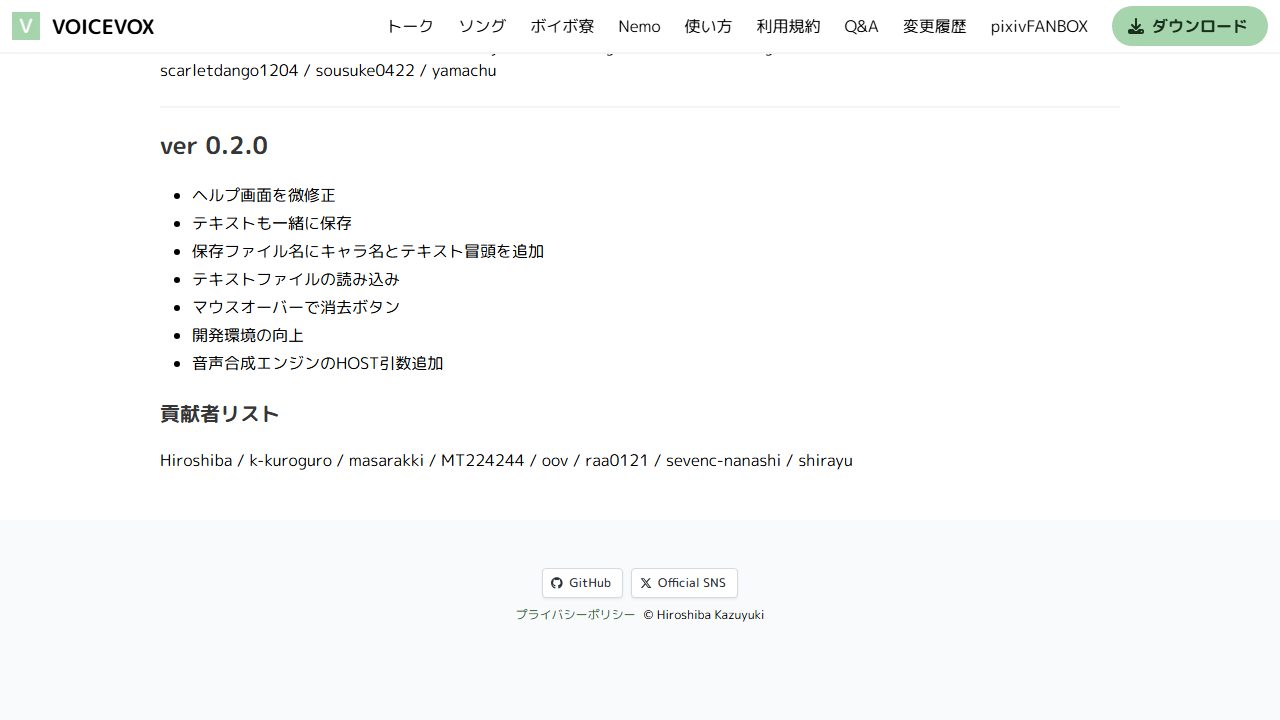 V VOICEVOX トーク ソング ボイボ寮 Nemo 使い方 利用規約 Q&A 変更履歴 pixivFANBOX ダウンロード
scarletdango1204 / sousuke0422 / yamachu
ver 0.2.0
ヘルプ画面を微修正
テキストも一緒に保存
保存ファイル名にキャラ名とテキスト冒頭を追加
テキストファイルの読み込み
マウスオーバーで消去ボタン
開発環境の向上
音声合成エンジンのHOST引数追加
貢献者リスト
Hiroshiba / k-kuroguro / masarakki / MT224244 / oov / raa0121 / sevenc-nanashi / shirayu
GitHub Official SNS
プライバシーポリシー © Hiroshiba Kazuyuki